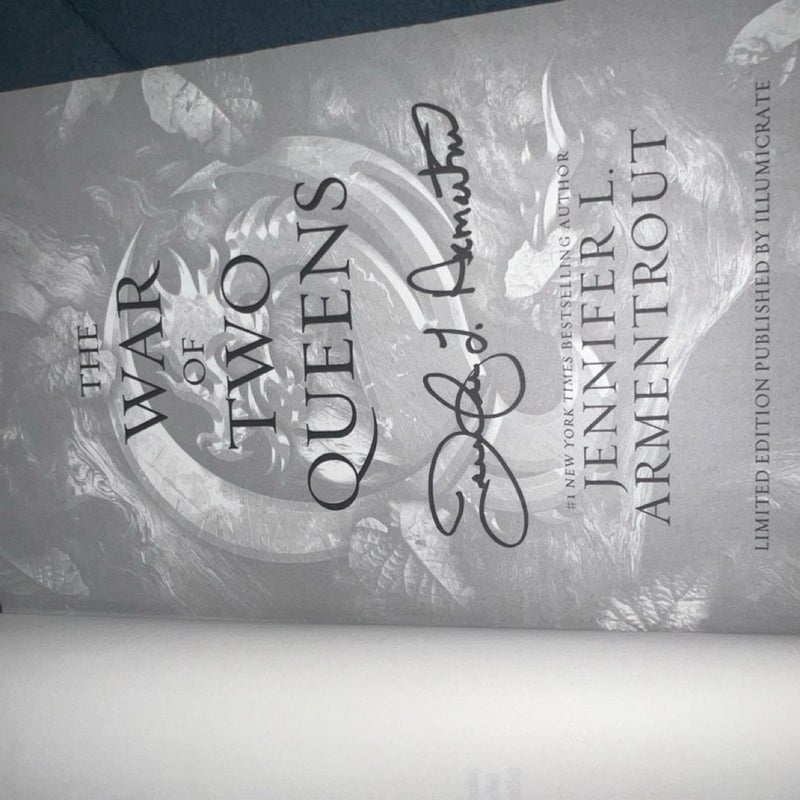 THE
WAR
OF
TWO
QUEENS
Jennifer L. Armentrout
#1 NEW YORK TIMES BESTSELLING AUTHOR
JENNIFER L.
ARMENTROUT
LIMITED EDITION PUBLISHED BY ILLUMICRATE